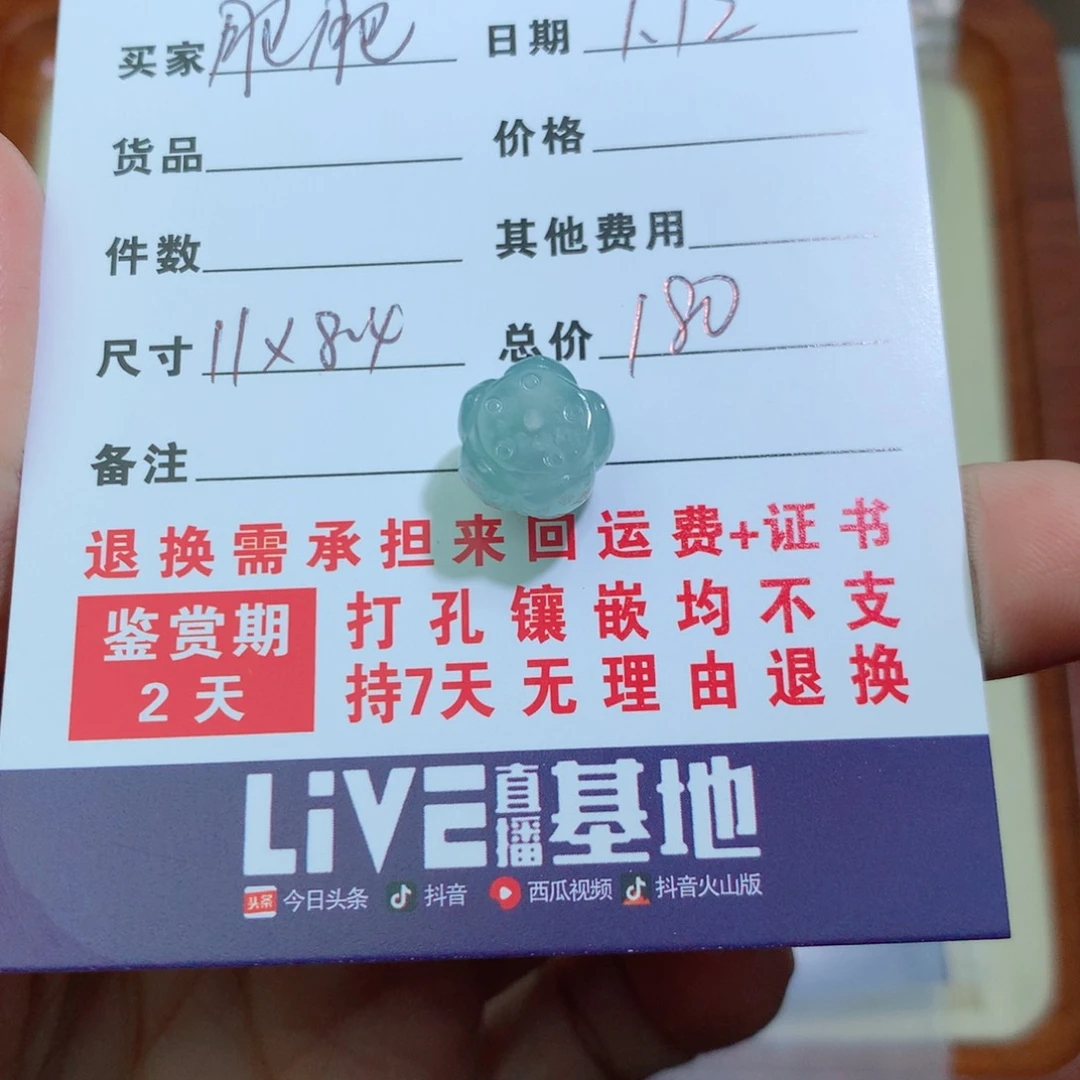 买家 肥肥 日期 1.12
货品 价格
件数 其他费用
尺寸 11×8.4 总价 180
备注
退换需承担来回运费+证书
鉴赏期 打孔镶嵌均不支
2天 持7天无理由退换
LiVE直播基地
头条 今日头条 抖音 西瓜视频 抖音火山版